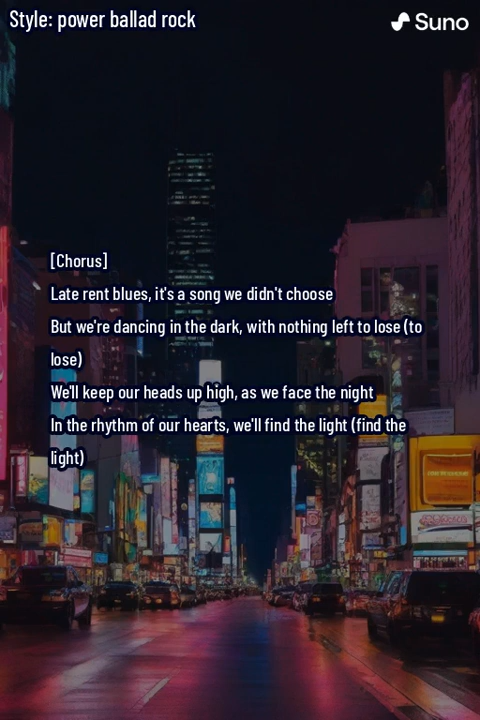 Style: power ballad rock
Suno
[Chorus]
Late rent blues, it's a song we didn't choose
But we're dancing in the dark, with nothing left to lose (to
lose)
We'll keep our heads up high, as we face the night
In the rhythm of our hearts, we'll find the light (find the
light)